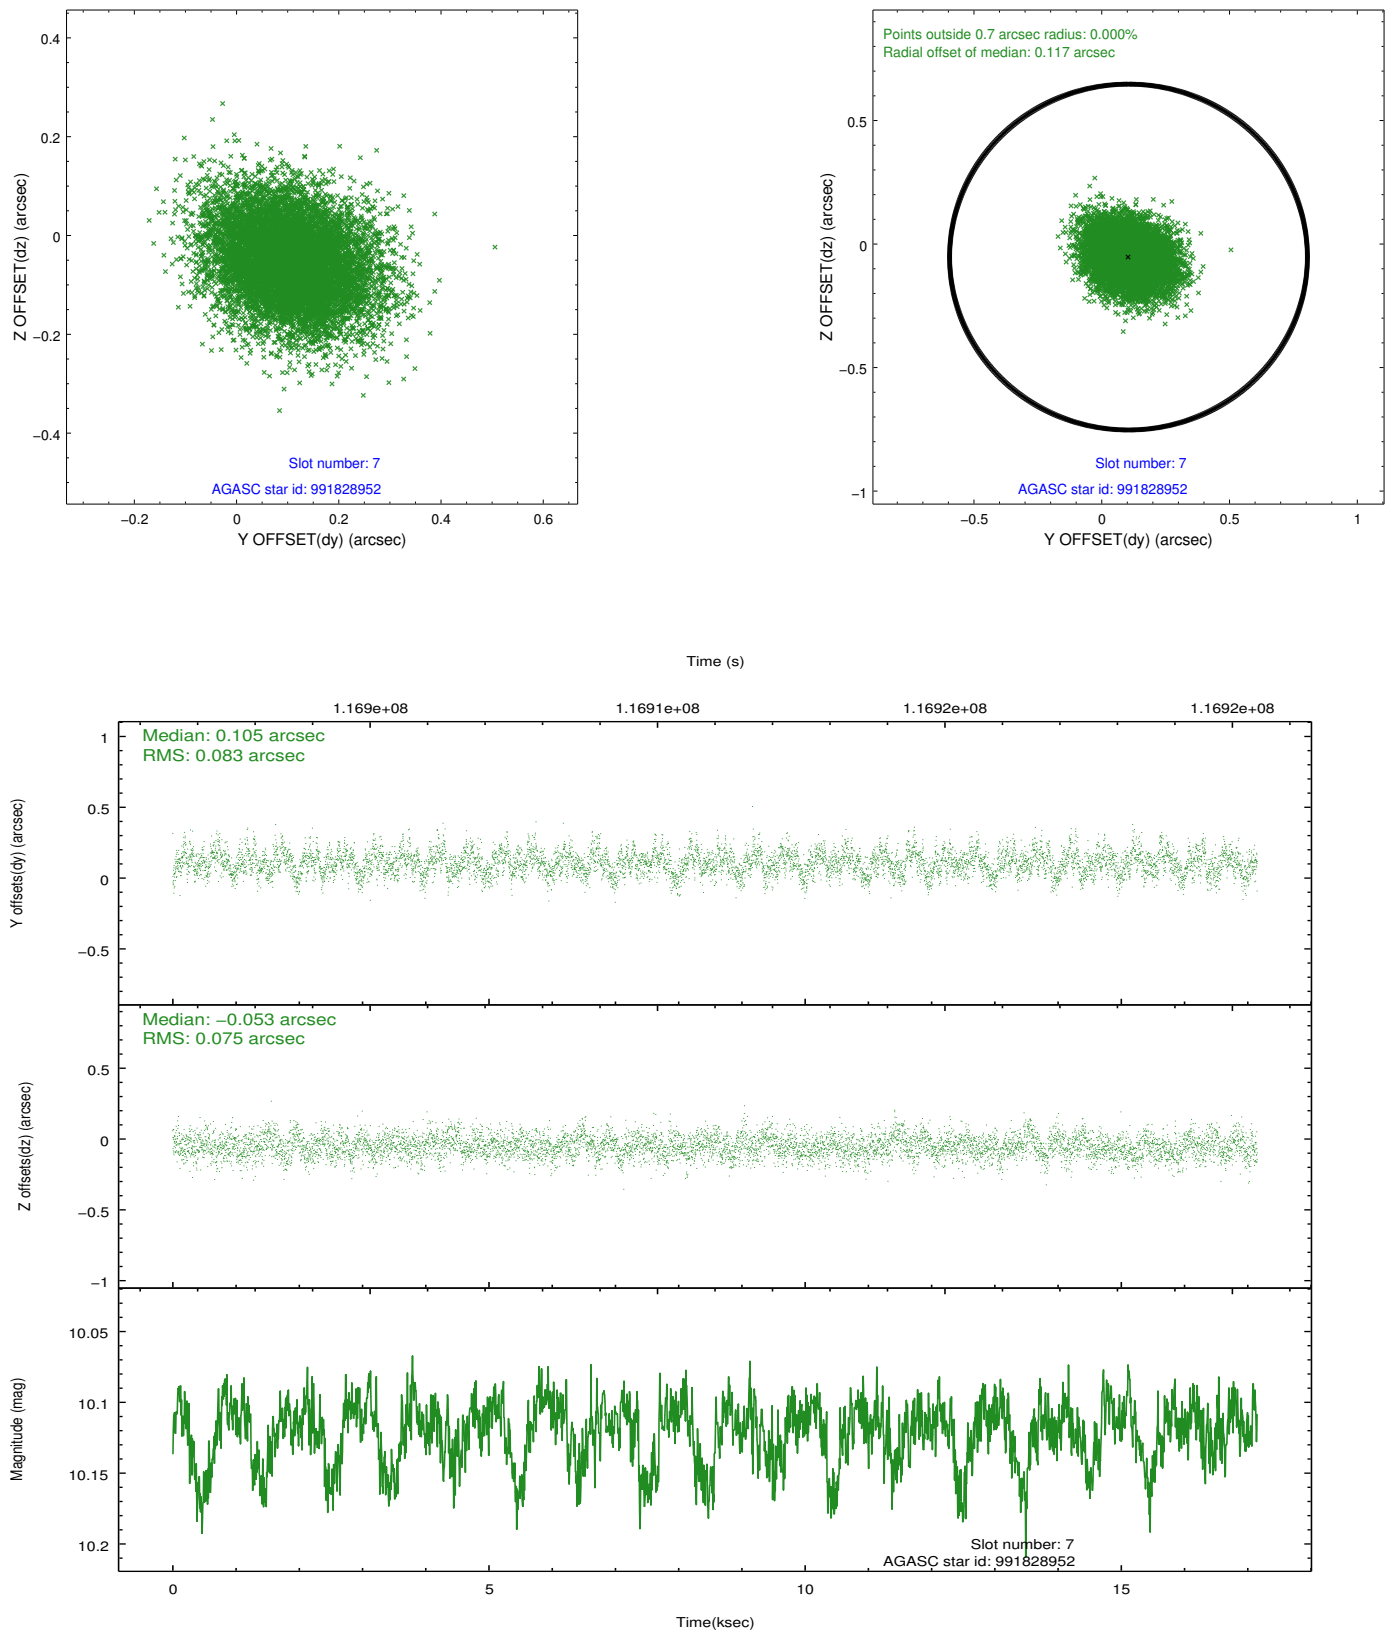 0.4
0.2
0
−0.2
−0.4
Z OFFSET(dz) (arcsec)
Slot number: 7
AGASC star id: 991828952
−0.2
0
0.2
0.4
0.6
Y OFFSET(dy) (arcsec)
Points outside 0.7 arcsec radius: 0.000%
Radial offset of median: 0.117 arcsec
0.5
0
−0.5
−1
Z OFFSET(dz) (arcsec)
Slot number: 7
AGASC star id: 991828952
−0.5
0
0.5
1
Y OFFSET(dy) (arcsec)
Time (s)
1.169e+08
1.1691e+08
1.1692e+08
1.1692e+08
Median: 0.105 arcsec
RMS: 0.083 arcsec
1
0.5
0
−0.5
Y offsets(dy) (arcsec)
Median: −0.053 arcsec
RMS: 0.075 arcsec
0.5
0
−0.5
−1
Z offsets(dz) (arcsec)
10.05
10.1
10.15
10.2
Magnitude (mag)
Slot number: 7
AGASC star id: 991828952
0
5
10
15
Time(ksec)